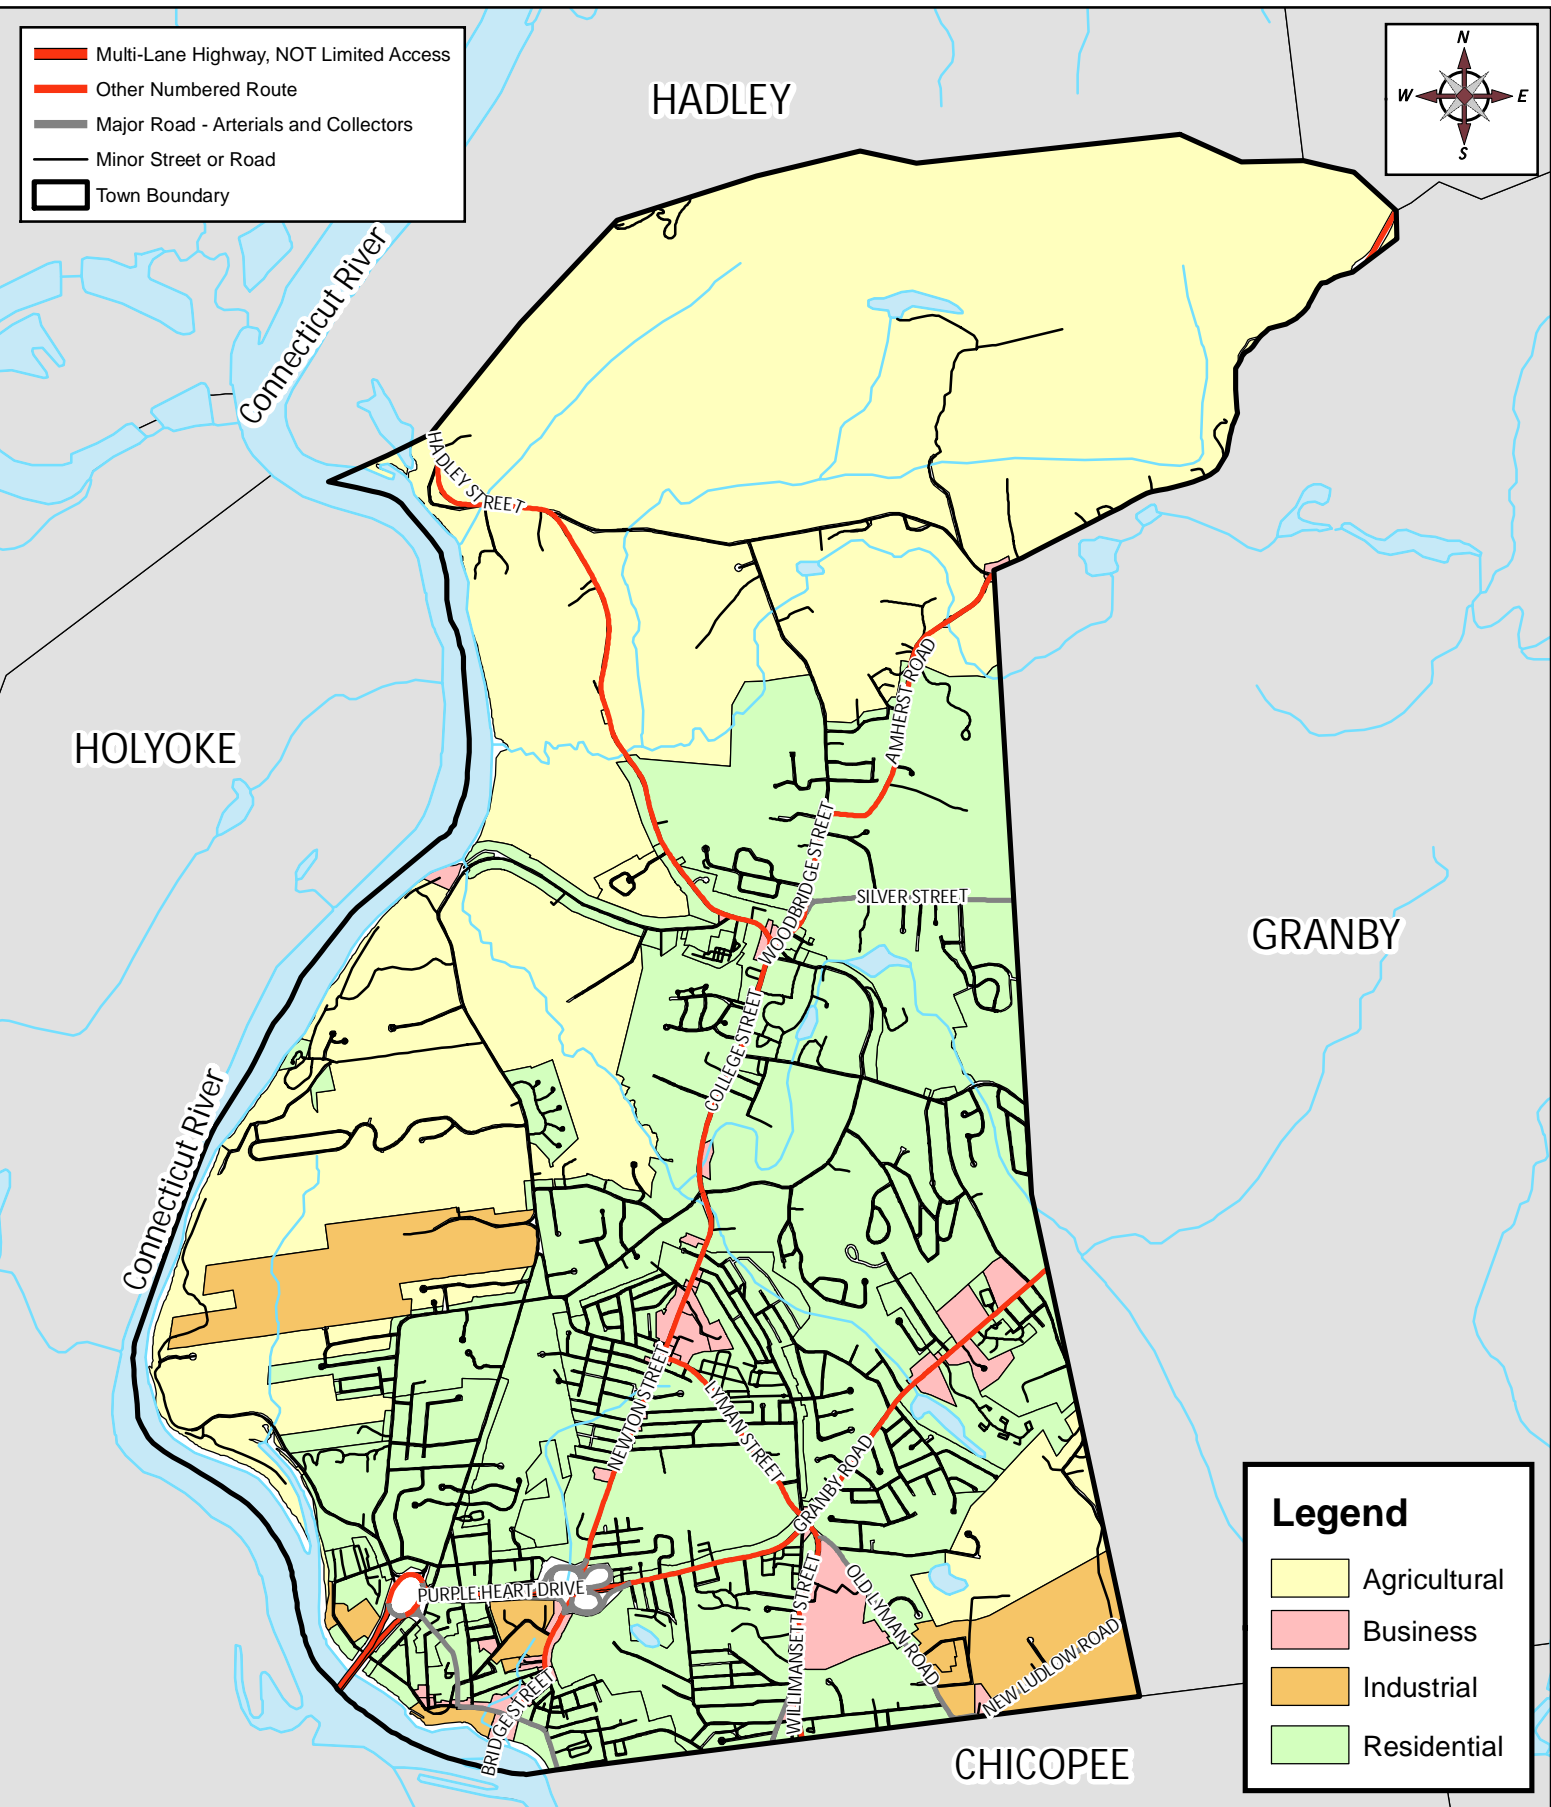 Multi-Lane Highway, NOT Limited Access
Other Numbered Route
Major Road - Arterials and Collectors
Minor Street or Road
Town Boundary
N
W
E
S
HADLEY
Connecticut River
HADLEY STREET
HOLYOKE
AMHERST ROAD
WOODBRIDGE STREET
SILVER STREET
GRANBY
COLLEGE STREET
Connecticut River
NEWTON STREET
LYMAN STREET
GRANBY ROAD
PURPLE HEART DRIVE
OLD LYMAN ROAD
WILLIMANSETT STREET
NEW LUDLOW ROAD
BRIDGE STREET
CHICOPEE
Legend
Agricultural
Business
Industrial
Residential